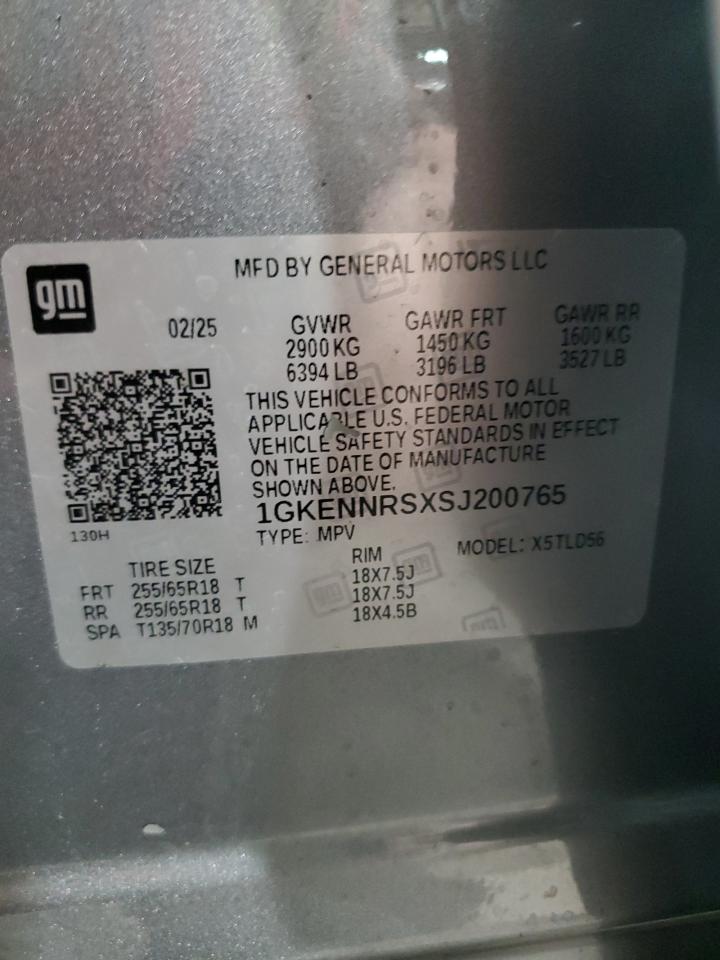 gm
MFD BY GENERAL MOTORS LLC
02/25
GVWR
2900 KG
6394 LB
GAWR FRT
1450 KG
3196 LB
GAWR RR
1600 KG
3527 LB
THIS VEHICLE CONFORMS TO ALL
APPLICABLE U.S. FEDERAL MOTOR
VEHICLE SAFETY STANDARDS IN EFFECT
ON THE DATE OF MANUFACTURE
SHOWN ABOVE.
1GKENNRSXSJ200765
TYPE: MPV
MODEL: X5TLD56
130H
TIRE SIZE
RIM
FRT 255/65R18 T 18X7.5J
RR 255/65R18 T 18X7.5J
SPA T135/70R18 M 18X4.5B